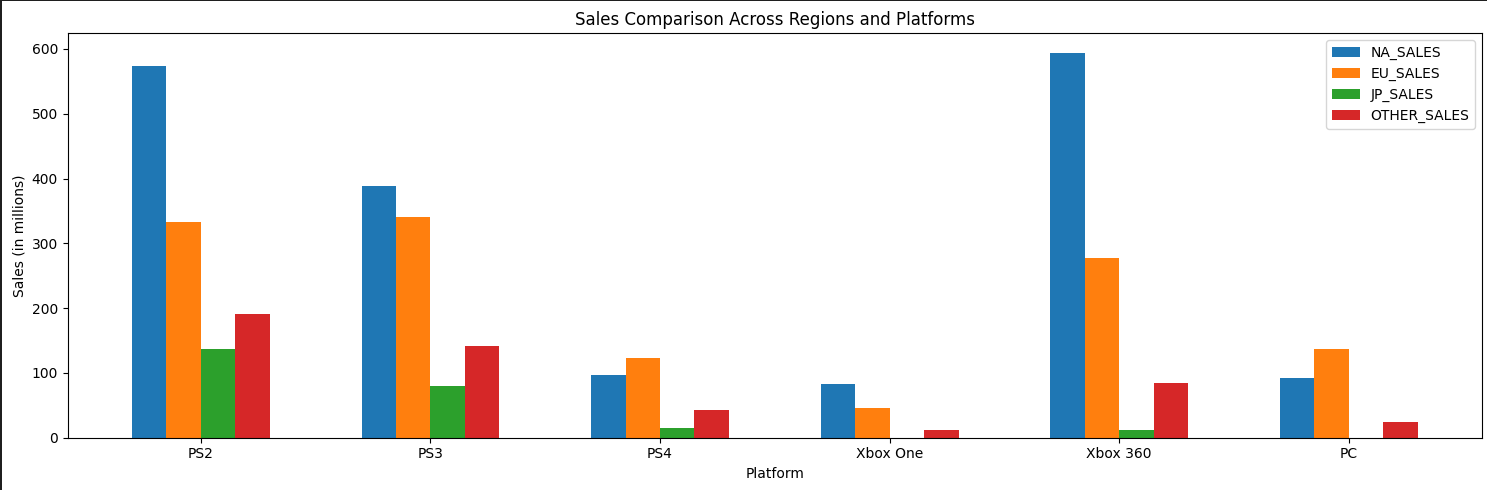 Sales Comparison Across Regions and Platforms
NA_SALES
EU_SALES
JP_SALES
OTHER_SALES
Sales (in millions)
600
500
400
300
200
100
0
PS2 PS3 PS4 Xbox One Xbox 360 PC
Platform